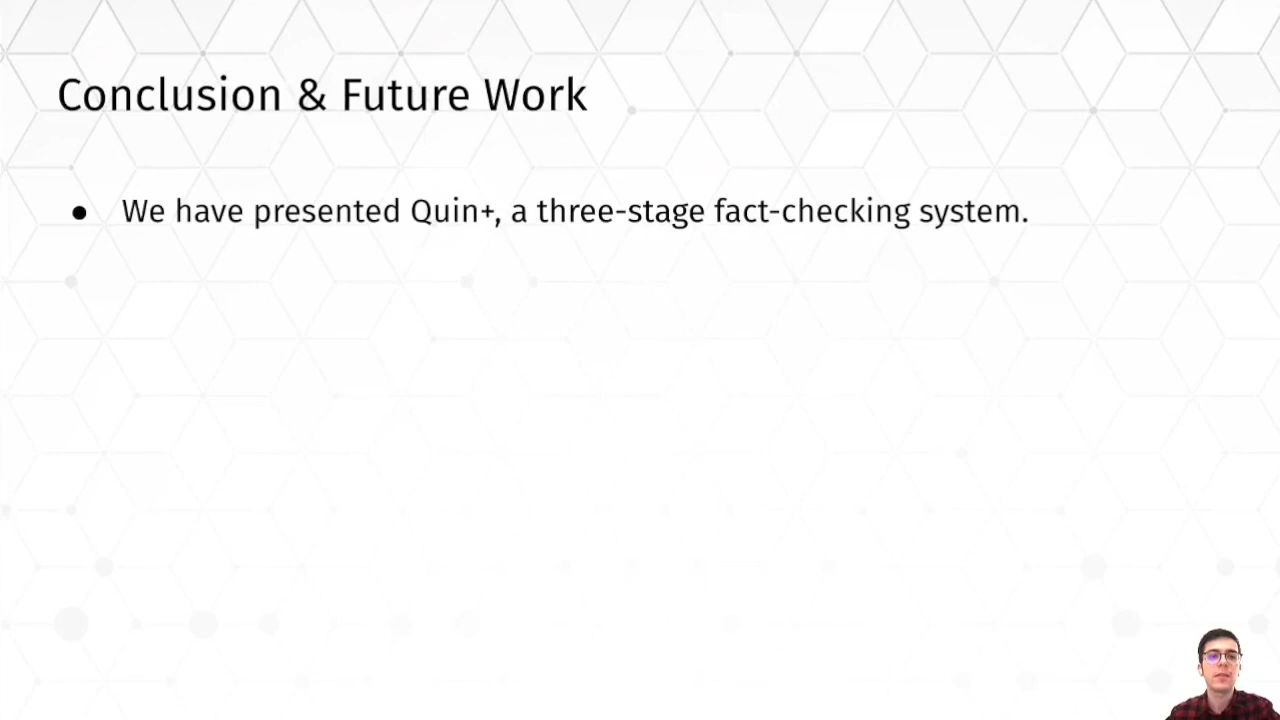 Conclusion & Future Work
● We have presented Quin+, a three-stage fact-checking system.